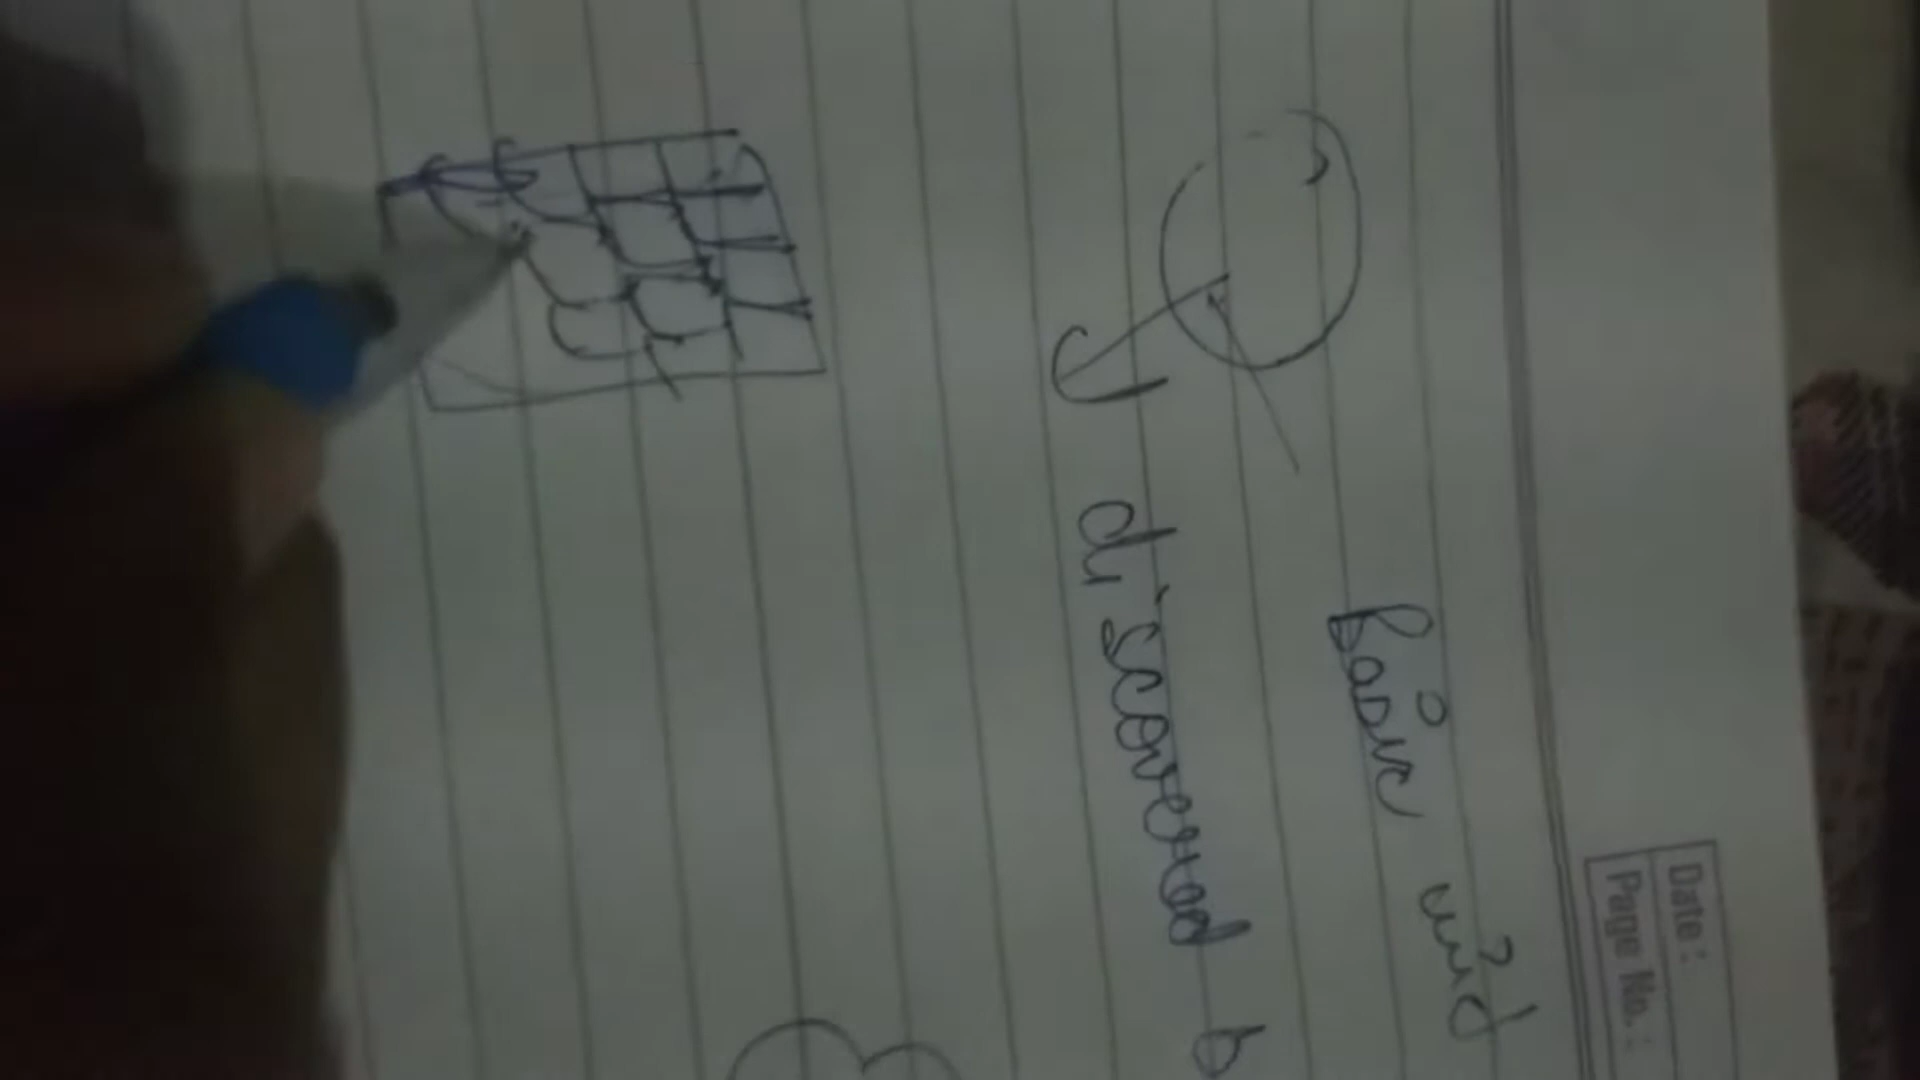 Date :
Page No. :
Basic unit
discovered b